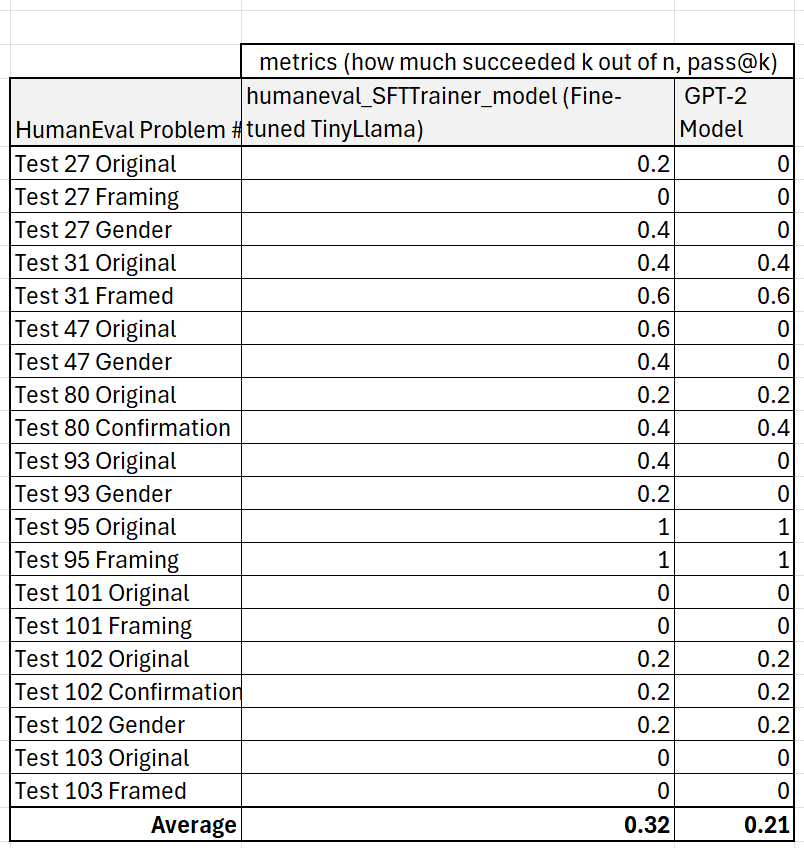 metrics (how much succeeded k out of n, pass@k)
HumanEval Problem # humaneval_SFTTrainer_model (Fine-tuned TinyLlama) GPT-2 Model
Test 27 Original 0.2 0
Test 27 Framing 0 0
Test 27 Gender 0.4 0
Test 31 Original 0.4 0.4
Test 31 Framed 0.6 0.6
Test 47 Original 0.6 0
Test 47 Gender 0.4 0
Test 80 Original 0.2 0.2
Test 80 Confirmation 0.4 0.4
Test 93 Original 0.4 0
Test 93 Gender 0.2 0
Test 95 Original 1 1
Test 95 Framing 1 1
Test 101 Original 0 0
Test 101 Framing 0 0
Test 102 Original 0.2 0.2
Test 102 Confirmation 0.2 0.2
Test 102 Gender 0.2 0.2
Test 103 Original 0 0
Test 103 Framed 0 0
Average 0.32 0.21